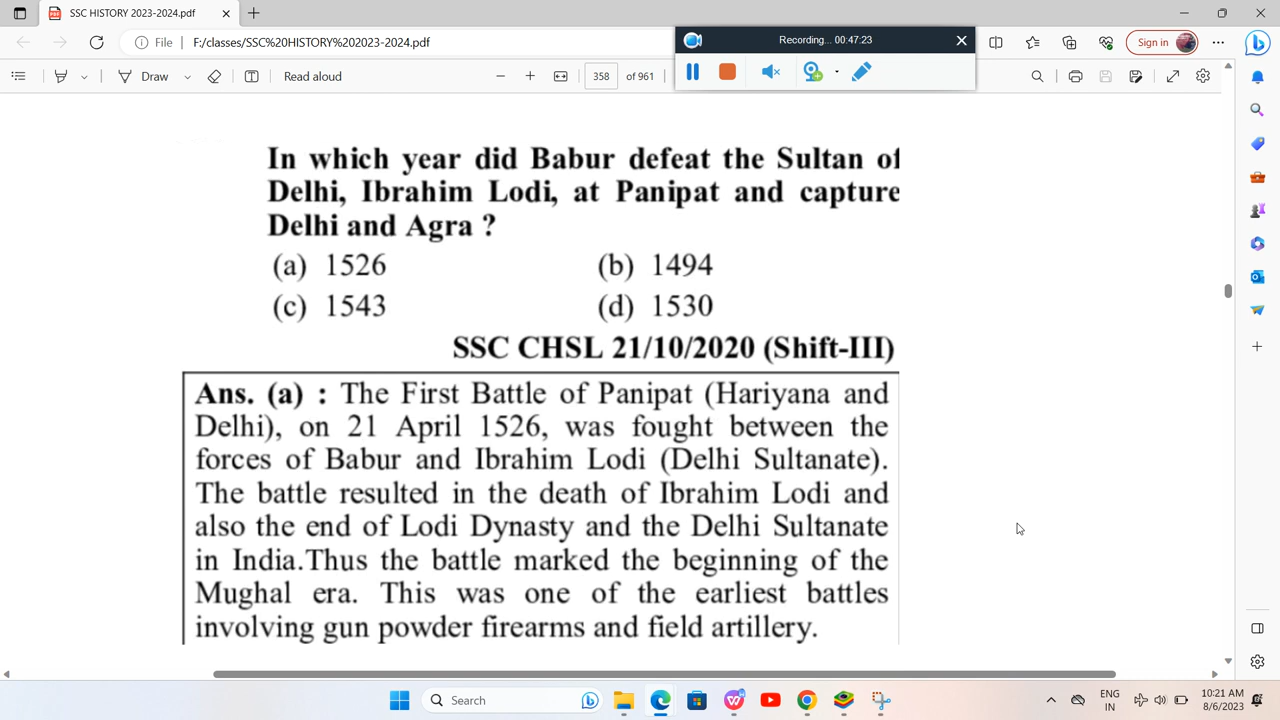 SSC HISTORY 2023-2024.pdf
File F:/classes/SSC%20HISTORY%202023-2024.pdf
Recording... 00:47:23
Sign in
Draw
Read aloud
358 of 961
In which year did Babur defeat the Sultan of
Delhi, Ibrahim Lodi, at Panipat and capture
Delhi and Agra ?
(a) 1526 (b) 1494
(c) 1543 (d) 1530
SSC CHSL 21/10/2020 (Shift-III)
Ans. (a) : The First Battle of Panipat (Hariyana and
Delhi), on 21 April 1526, was fought between the
forces of Babur and Ibrahim Lodi (Delhi Sultanate).
The battle resulted in the death of Ibrahim Lodi and
also the end of Lodi Dynasty and the Delhi Sultanate
in India.Thus the battle marked the beginning of the
Mughal era. This was one of the earliest battles
involving gun powder firearms and field artillery.
Search
ENG
IN
10:21 AM
8/6/2023